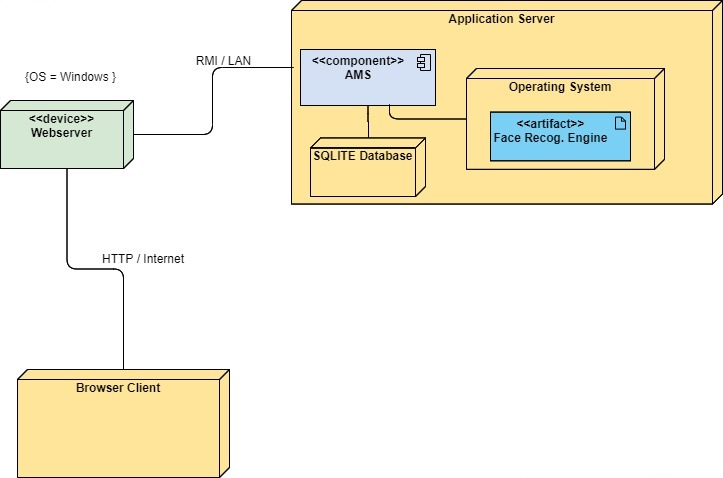 Application Server
RMI / LAN
<<component>>
AMS
{OS = Windows }
Operating System
<<device>>
Webserver
<<artifact>>
Face Recog. Engine
SQLITE Database
HTTP / Internet
Browser Client